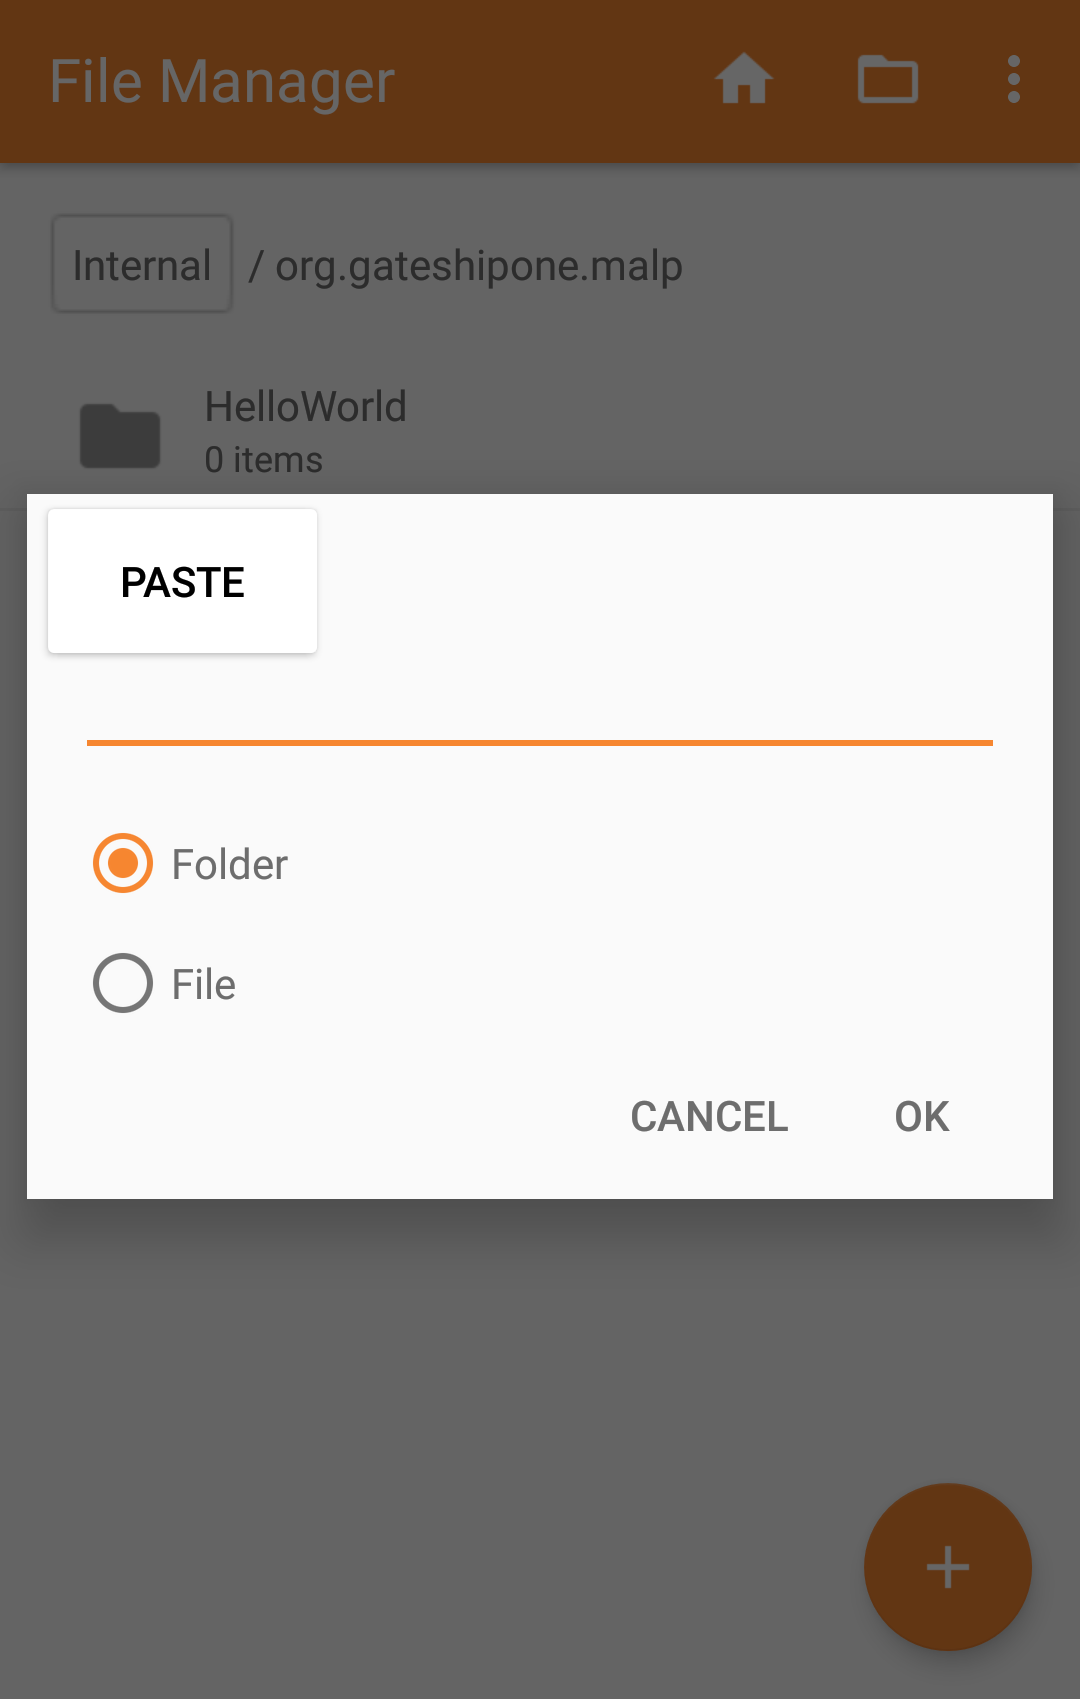 File Manager
Internal / org.gateshipone.malp
HelloWorld
0 items
PASTE
Folder
File
CANCEL OK